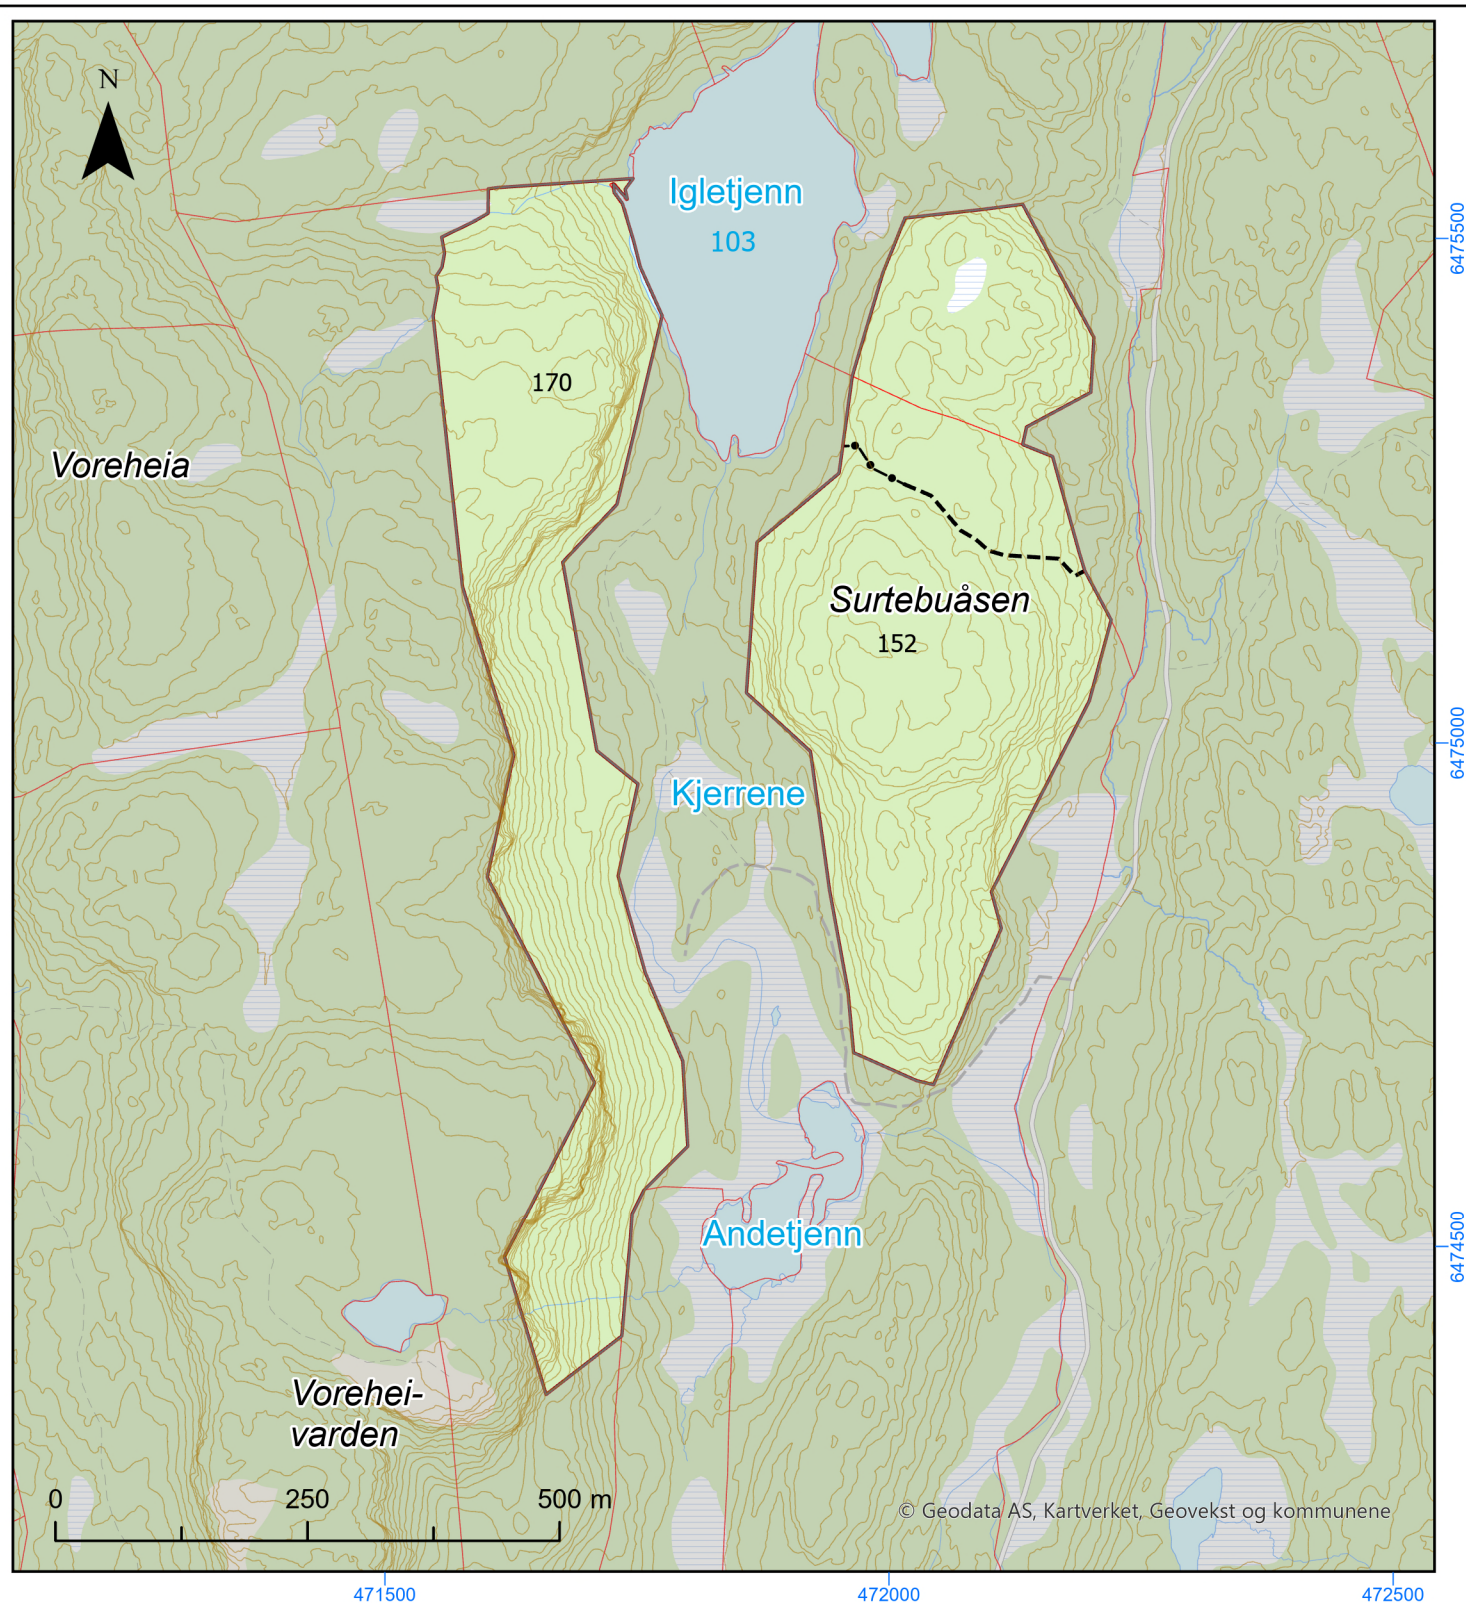 N
Igletjenn
103
6475500
170
Voreheia
Surtebuåsen
152
6475000
Kjerrene
Andetjenn
6474500
Vorehei-
varden
0 250 500 m
© Geodata AS, Kartverket, Geovekst og kommunene
471500 472000 472500